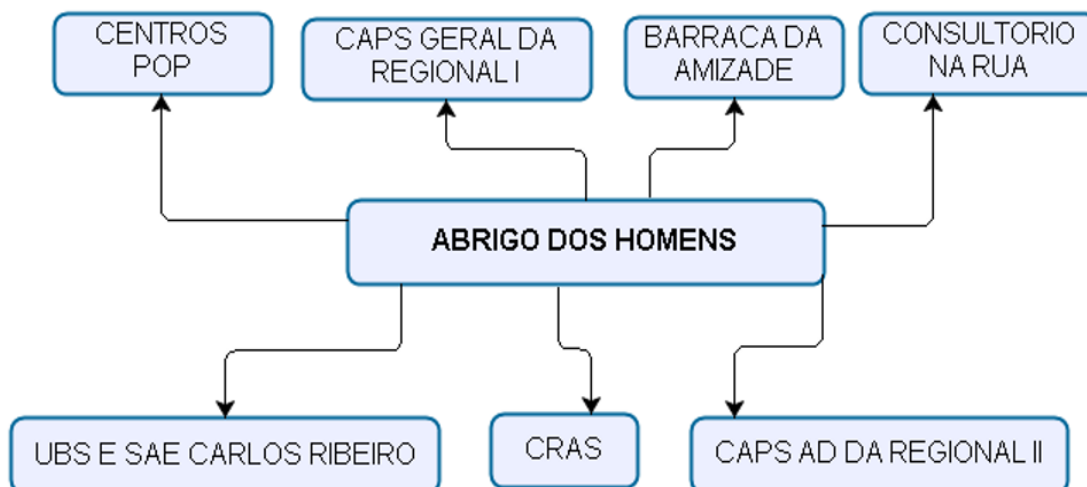 CENTROS
POP
CAPS GERAL DA
REGIONAL I
BARRACA DA
AMIZADE
CONSULTORIO
NA RUA
ABRIGO DOS HOMENS
UBS E SAE CARLOS RIBEIRO
CRAS
CAPS AD DA REGIONAL II